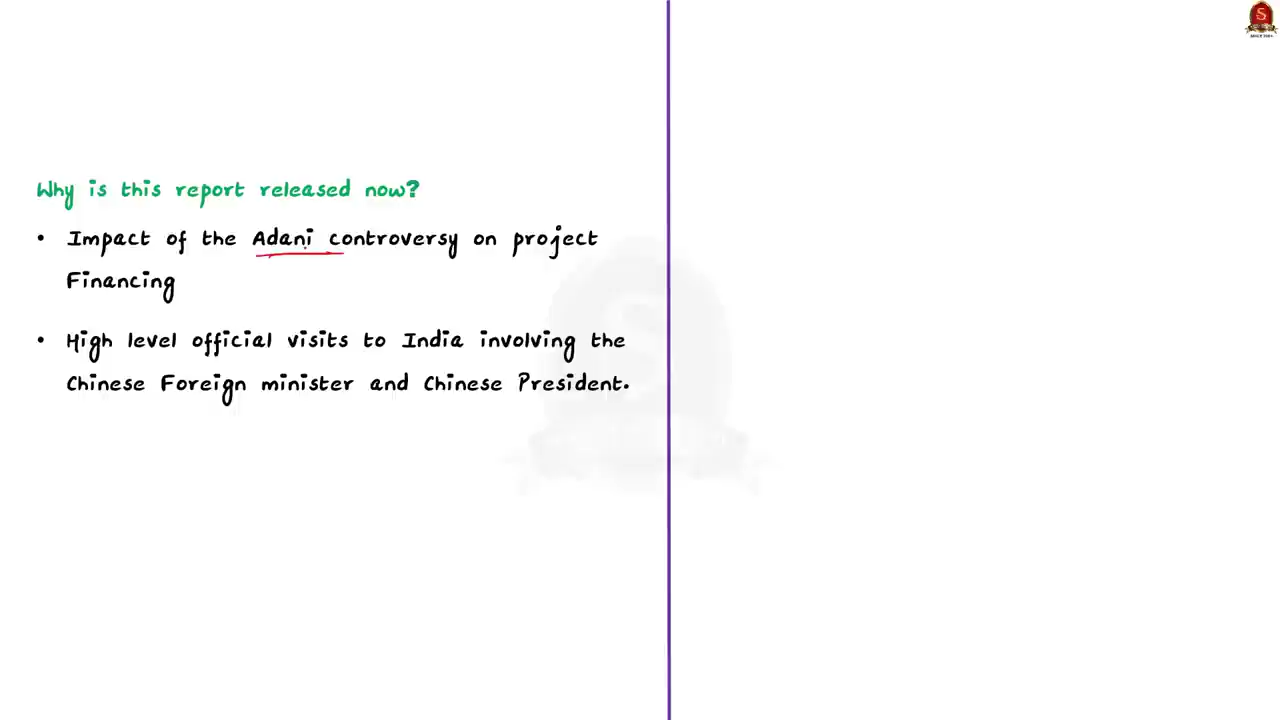 Why is this report released now?
• Impact of the Adani controversy on project
Financing
• High level official visits to India involving the
Chinese Foreign minister and Chinese President.
S